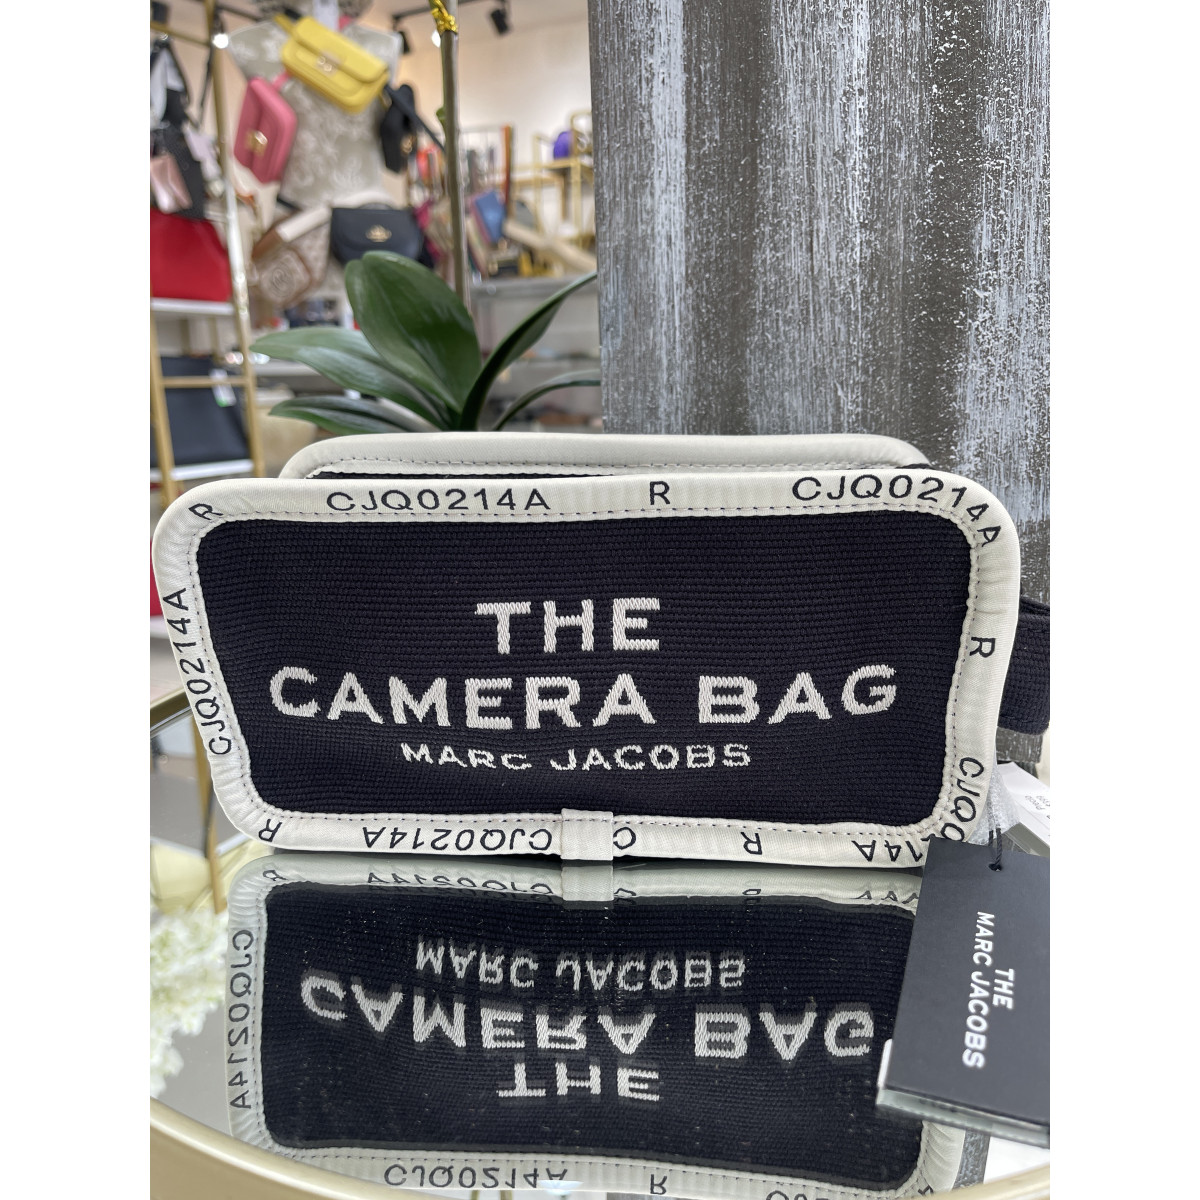 R CJQ0214A R CJQ0214A
R
CJQ0214A
THE
CAMERA BAG
MARC JACOBS
CJQ0214A
R CJQ0214A R
THE
MARC JACOBS